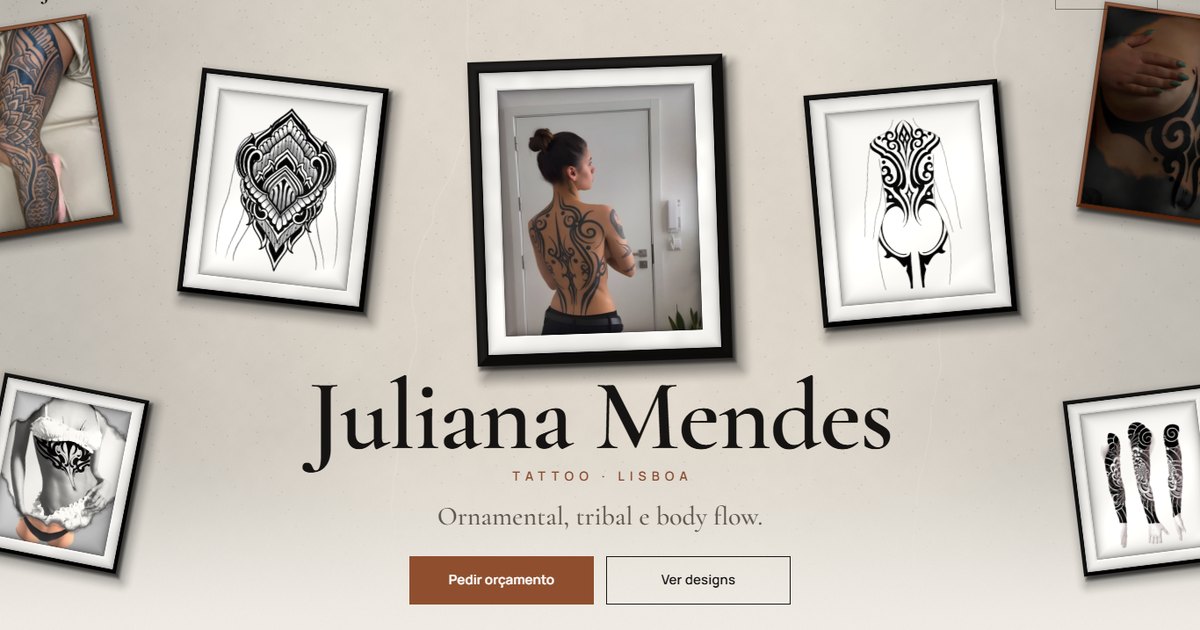 Juliana Mendes
TATTOO · LISBOA
Ornamental, tribal e body flow.
Pedir orçamento
Ver designs